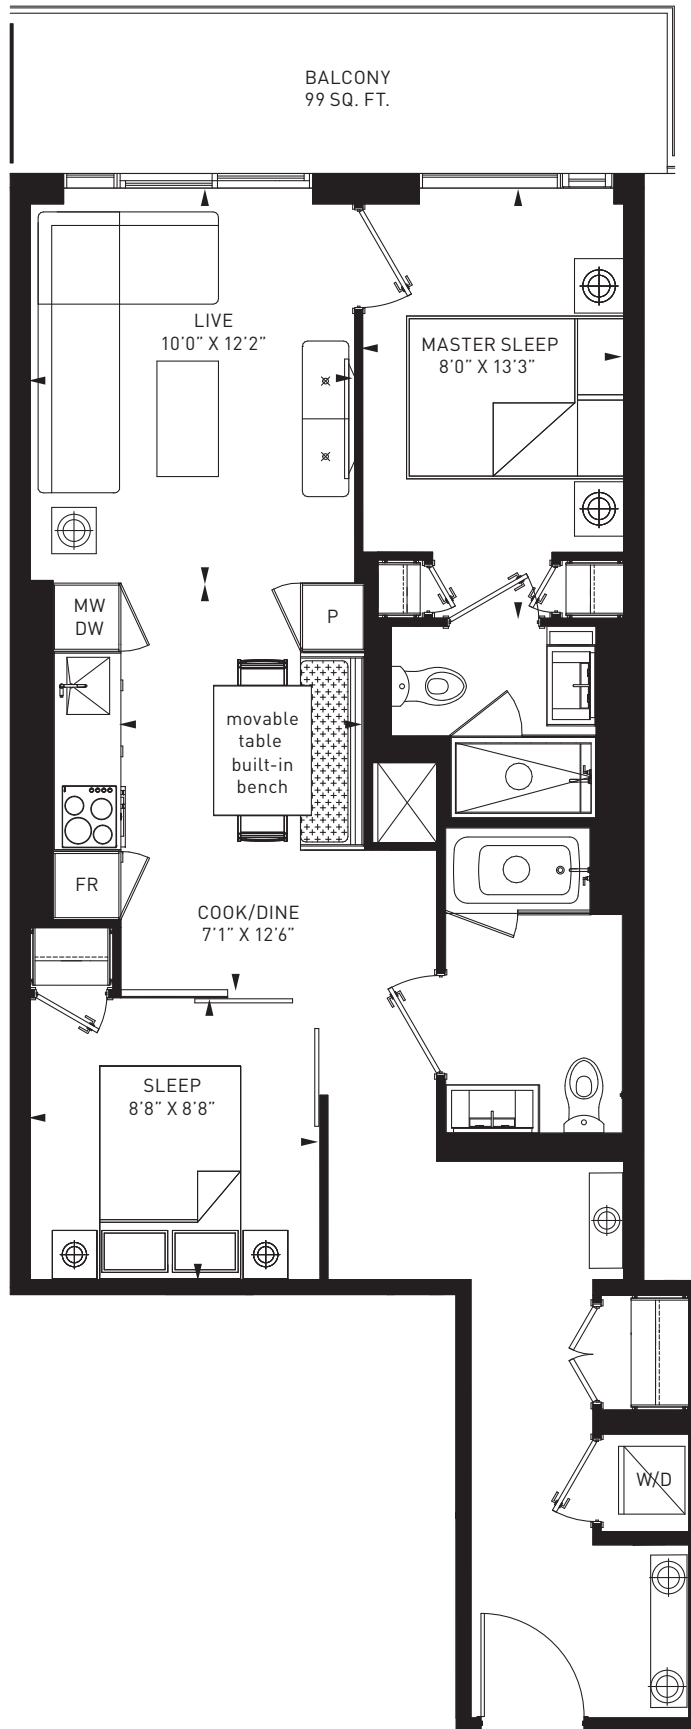 BALCONY
99 SQ. FT.
LIVE
10'0" X 12'2"
MASTER SLEEP
8'0" X 13'3"
MW
DW
P
movable
table
built-in
bench
FR
COOK/DINE
7'1" X 12'6"
SLEEP
8'8" X 8'8"
W/D